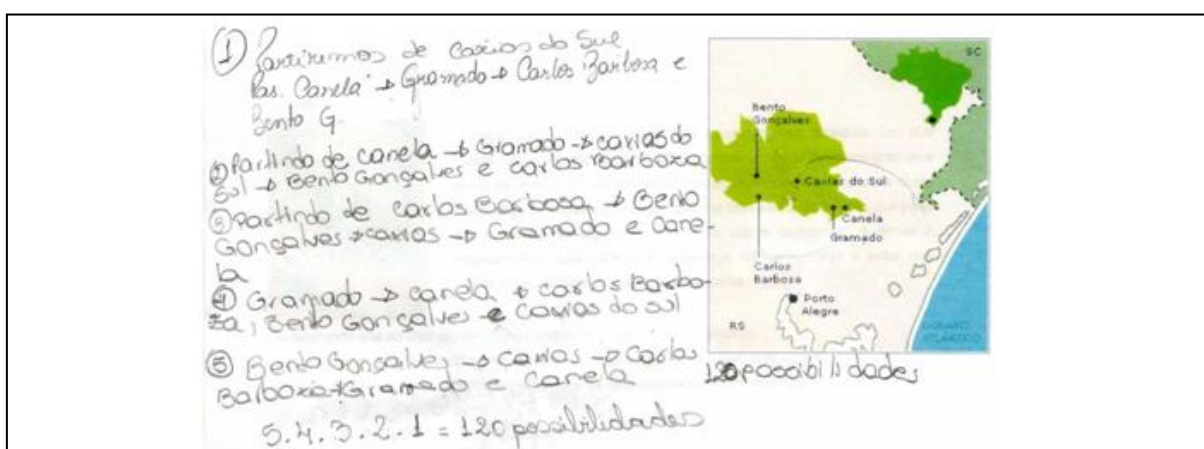 ① Partiremos de Caxias do Sul
Pas. Canela → Gramado → Carlos Barbosa e
Bento G.
② Partindo de canela → Gramado → caxias do
Sul → Bento Gonçalves e carlos Barboza
③ Partindo de carlos Barbosa → Bento
Gonçalves → caxias → Gramado e Cane-
la
④ Gramado → canela → carlos Barbo-
za, Bento Gonçalves e Caxias do sul
⑤ Bento Gonçalves → caxias → Carlos
Barboza → Gramado e Canela
5.4.3.2.1 = 120 possibilidades
SC
Bento
Gonçalves
Caxias do Sul
Canela
Gramado
Carlos
Barbosa
Porto
Alegre
RS
OCEANO
ATLÂNTICO
120 possibilidades